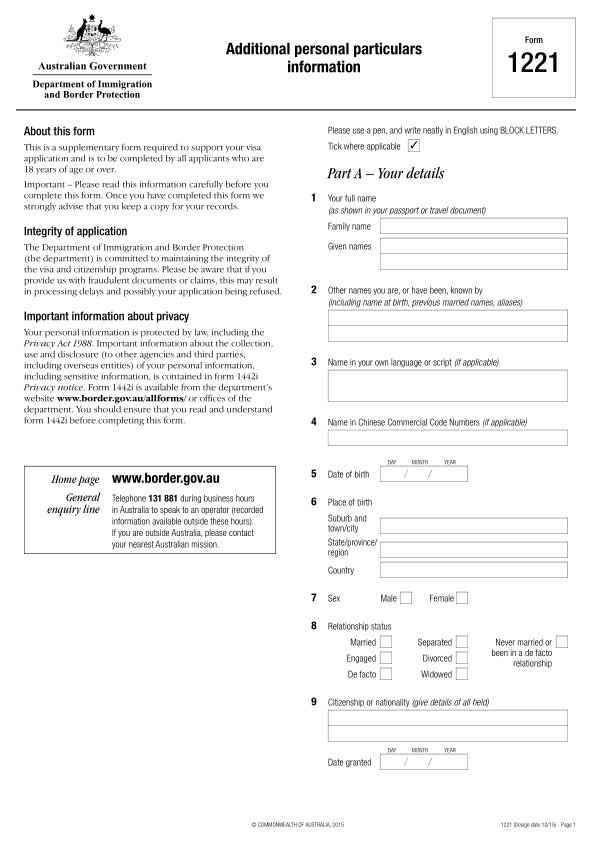 Australian Government
Department of Immigration
and Border Protection
Additional personal particulars
information
Form
1221
About this form
This is a supplementary form required to support your visa
application and is to be completed by all applicants who are
18 years of age or over.
Important – Please read this information carefully before you
complete this form. Once you have completed this form we
strongly advise that you keep a copy for your records.
Integrity of application
The Department of Immigration and Border Protection
(the department) is committed to maintaining the integrity of
the visa and citizenship programs. Please be aware that if you
provide us with fraudulent documents or claims, this may result
in processing delays and possibly your application being refused.
Important information about privacy
Your personal information is protected by law, including the
Privacy Act 1988. Important information about the collection,
use and disclosure (to other agencies and third parties,
including overseas entities) of your personal information,
including sensitive information, is contained in form 1442i
Privacy notice. Form 1442i is available from the department's
website www.border.gov.au/allforms/ or offices of the
department. You should ensure that you read and understand
form 1442i before completing this form.
Home page www.border.gov.au
General
enquiry line
Telephone 131 881 during business hours
in Australia to speak to an operator (recorded
information available outside these hours).
If you are outside Australia, please contact
your nearest Australian mission.
Please use a pen, and write neatly in English using BLOCK LETTERS.
Tick where applicable ✓
Part A – Your details
1 Your full name
(as shown in your passport or travel document)
Family name
Given names
2 Other names you are, or have been, known by
(including name at birth, previous married names, aliases)
3 Name in your own language or script (if applicable)
4 Name in Chinese Commercial Code Numbers (if applicable)
DAY MONTH YEAR
5 Date of birth / /
6 Place of birth
Suburb and
town/city
State/province/
region
Country
7 Sex Male Female
8 Relationship status
Married Separated Never married or
been in a de facto
relationship
Engaged Divorced
De facto Widowed
9 Citizenship or nationality (give details of all held)
DAY MONTH YEAR
Date granted / /
© COMMONWEALTH OF AUSTRALIA, 2015
1221 (Design date 10/15) - Page 1